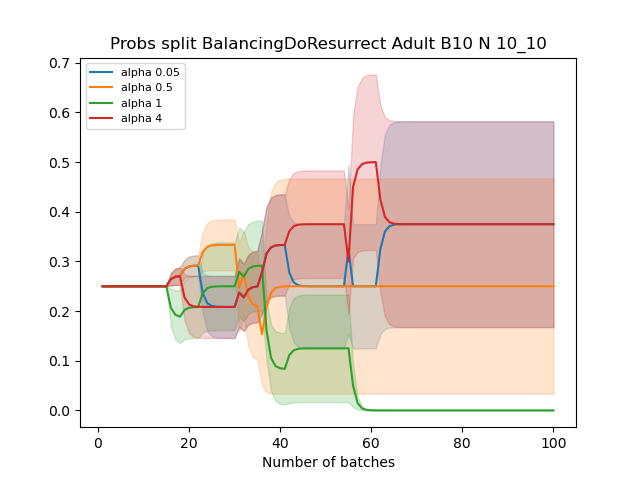 Probs split BalancingDoResurrect Adult B10 N 10_10
alpha 0.05
alpha 0.5
alpha 1
alpha 4
0.7
0.6
0.5
0.4
0.3
0.2
0.1
0.0
0 20 40 60 80 100
Number of batches